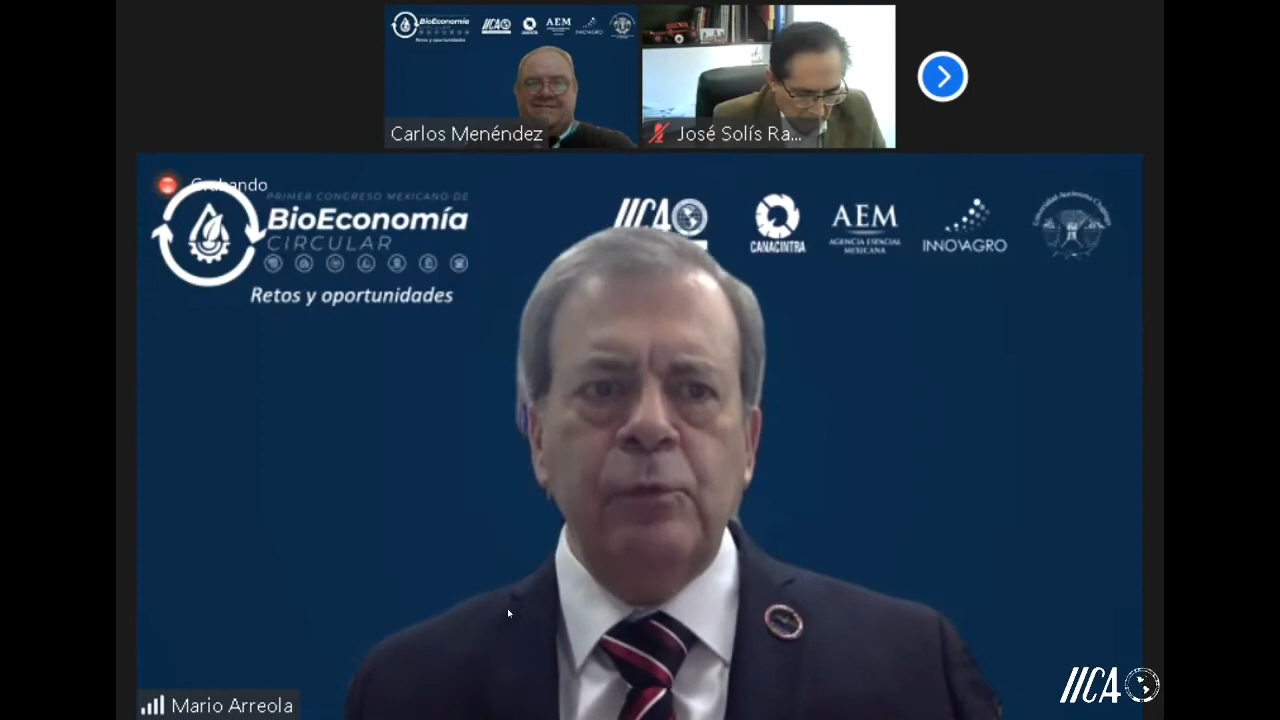 BioEconomía
CIRCULAR
Retos y oportunidades
IICA
AEM
INNOVAGRO
Carlos Menéndez
José Solís Ra...
Grabando
PRIMER CONGRESO MEXICANO DE
BioEconomía
CIRCULAR
Retos y oportunidades
IICA
CANACINTRA
AEM
AGENCIA ESPACIAL
MEXICANA
INNOVAGRO
Mario Arreola
IICA